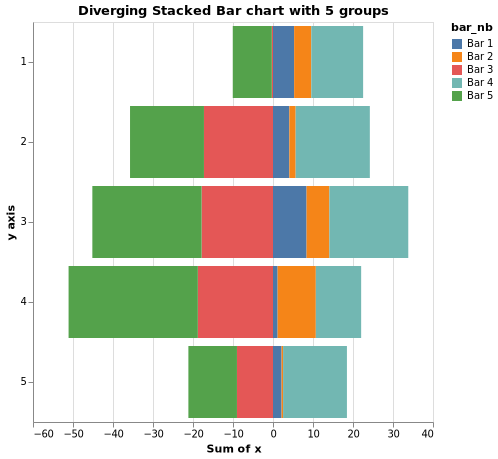 Diverging Stacked Bar chart with 5 groups
bar_nb
Bar 1
Bar 2
Bar 3
Bar 4
Bar 5
y axis
1
2
3
4
5
−60 −50 −40 −30 −20 −10 0 10 20 30 40
Sum of x